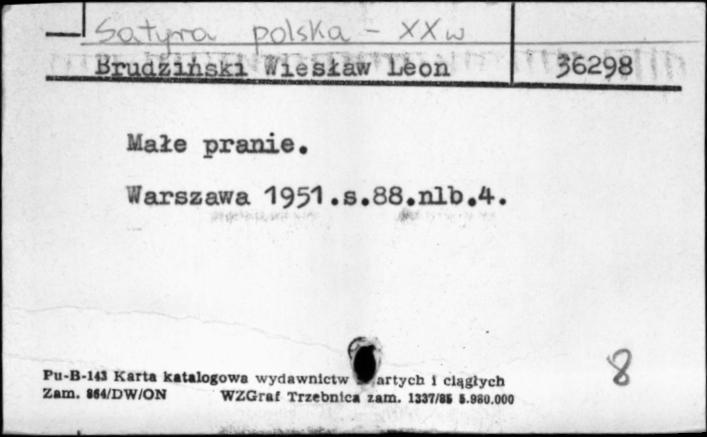 Satyra polska - XX w
Brudziński Wiesław Leon 36298
Małe pranie.
Warszawa 1951.s.88.nlb.4.
8
Pu-B-143 Karta katalogowa wydawnictw artych i ciągłych
Zam. 864/DW/ON WZGraf Trzebnica zam. 1337/85 5.980.000